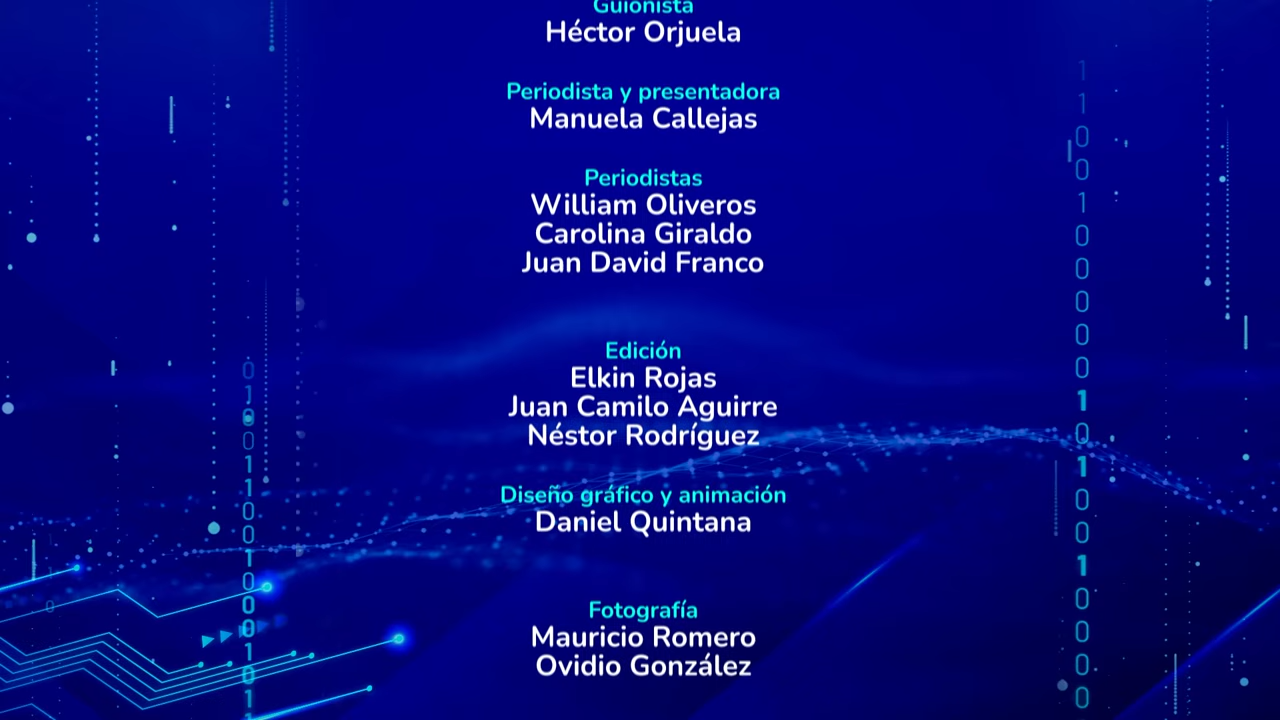 Guionista
Héctor Orjuela
Periodista y presentadora
Manuela Callejas
Periodistas
William Oliveros
Carolina Giraldo
Juan David Franco
Edición
Elkin Rojas
Juan Camilo Aguirre
Néstor Rodríguez
Diseño gráfico y animación
Daniel Quintana
Fotografía
Mauricio Romero
Ovidio González